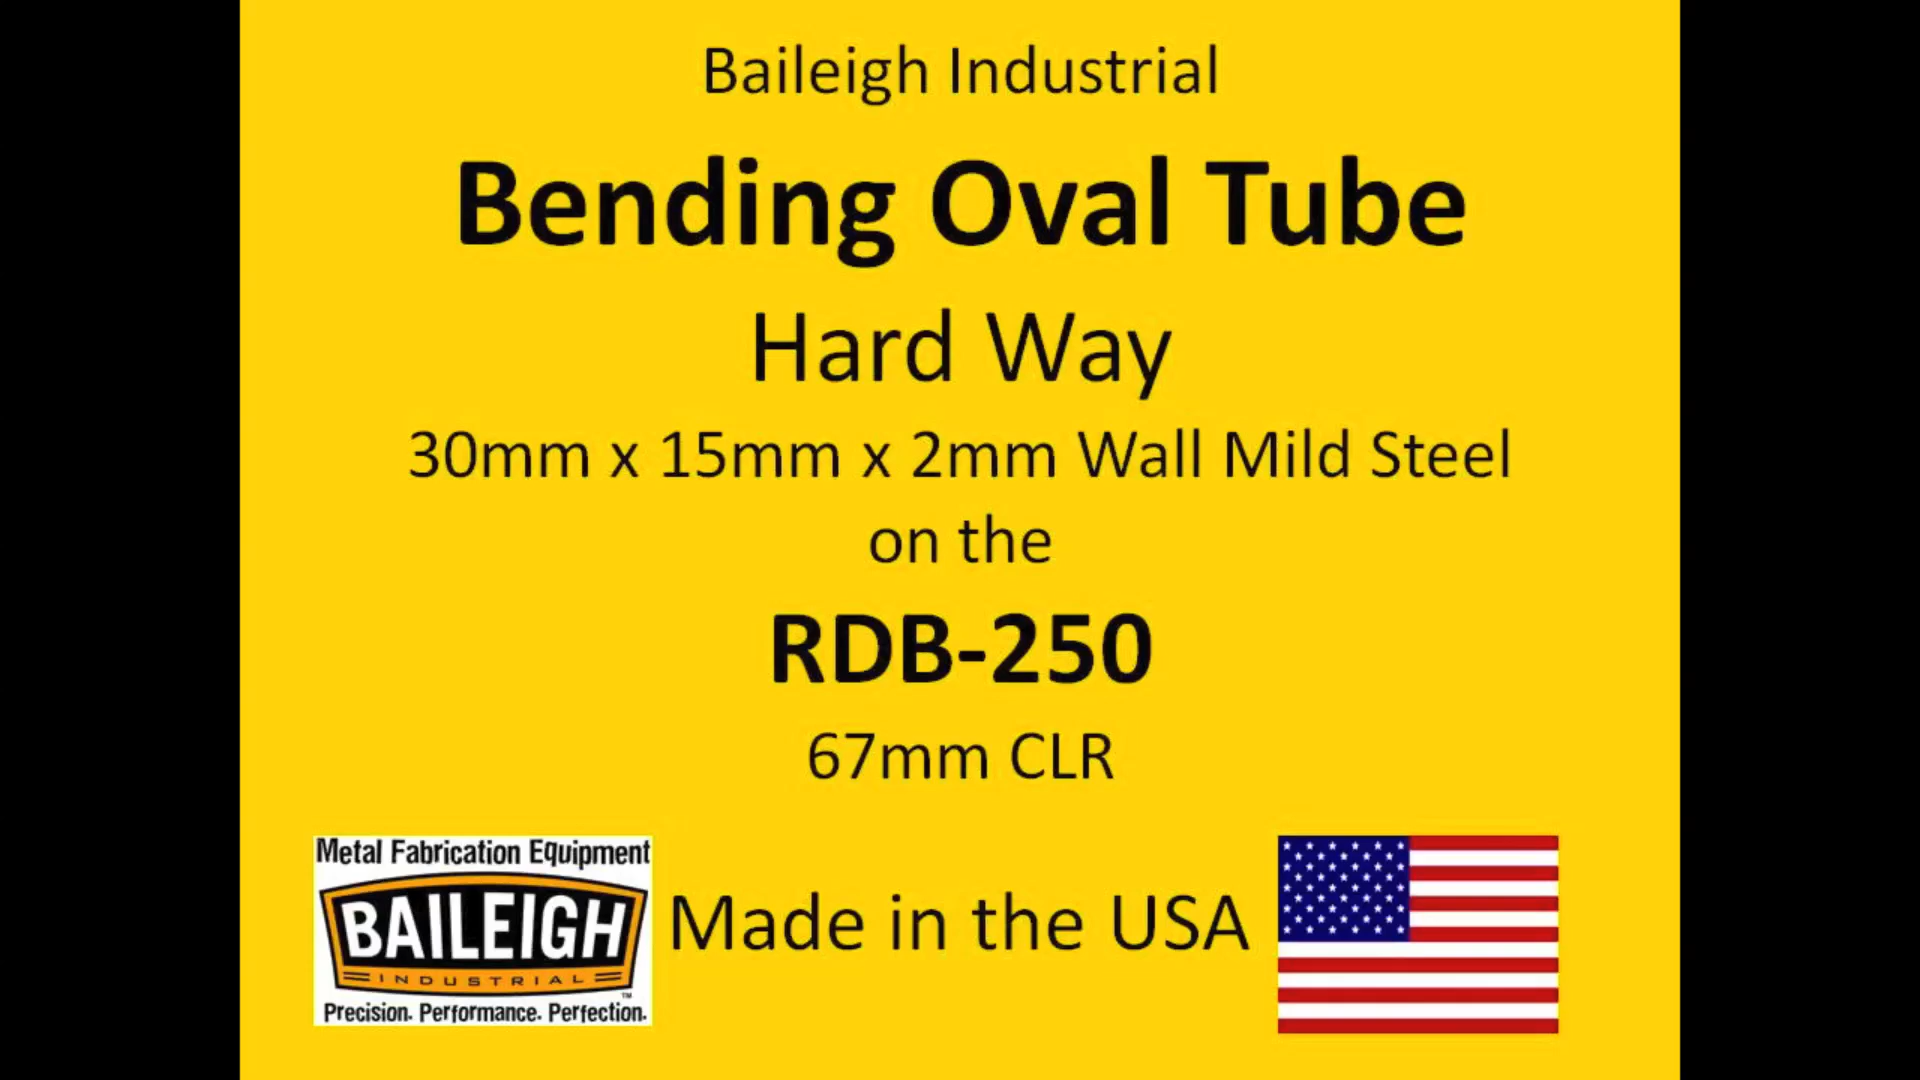 Baileigh Industrial
Bending Oval Tube
Hard Way
30mm x 15mm x 2mm Wall Mild Steel
on the
RDB-250
67mm CLR
Metal Fabrication Equipment
BAILEIGH
INDUSTRIAL
TM
Precision. Performance. Perfection.
Made in the USA